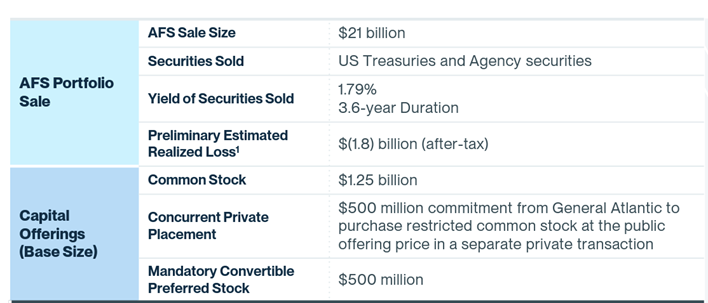 AFS Portfolio
Sale
AFS Sale Size
$21 billion
Securities Sold
US Treasuries and Agency securities
Yield of Securities Sold
1.79%
3.6-year Duration
Preliminary Estimated
Realized Loss¹
$(1.8) billion (after-tax)
Capital
Offerings
(Base Size)
Common Stock
$1.25 billion
Concurrent Private
Placement
$500 million commitment from General Atlantic to
purchase restricted common stock at the public
offering price in a separate private transaction
Mandatory Convertible
Preferred Stock
$500 million